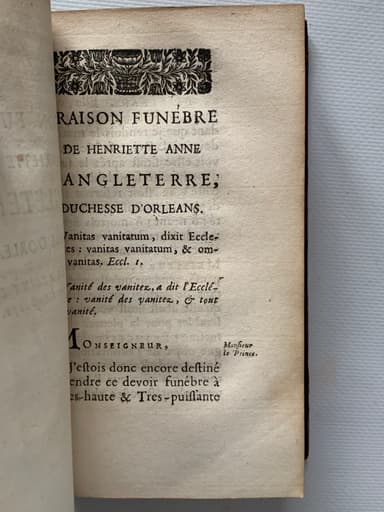 RAISON FUNÉBRE
DE HENRIETTE ANNE
ANGLETERRE,
DUCHESSE D'ORLEANS.
Vanitas vanitatum, dixit Eccle-
es : vanitas vanitatum, & om-
vanitas. Eccl. 1.
Vanité des vanitez, a dit l'Ecclé-
e : vanité des vanitez, & tout
vanité.
MONSEIGNEUR,
Monsieur
le Prince.
J'estois donc encore destiné
endre ce devoir funébre à
es-haute & Tres-puissante